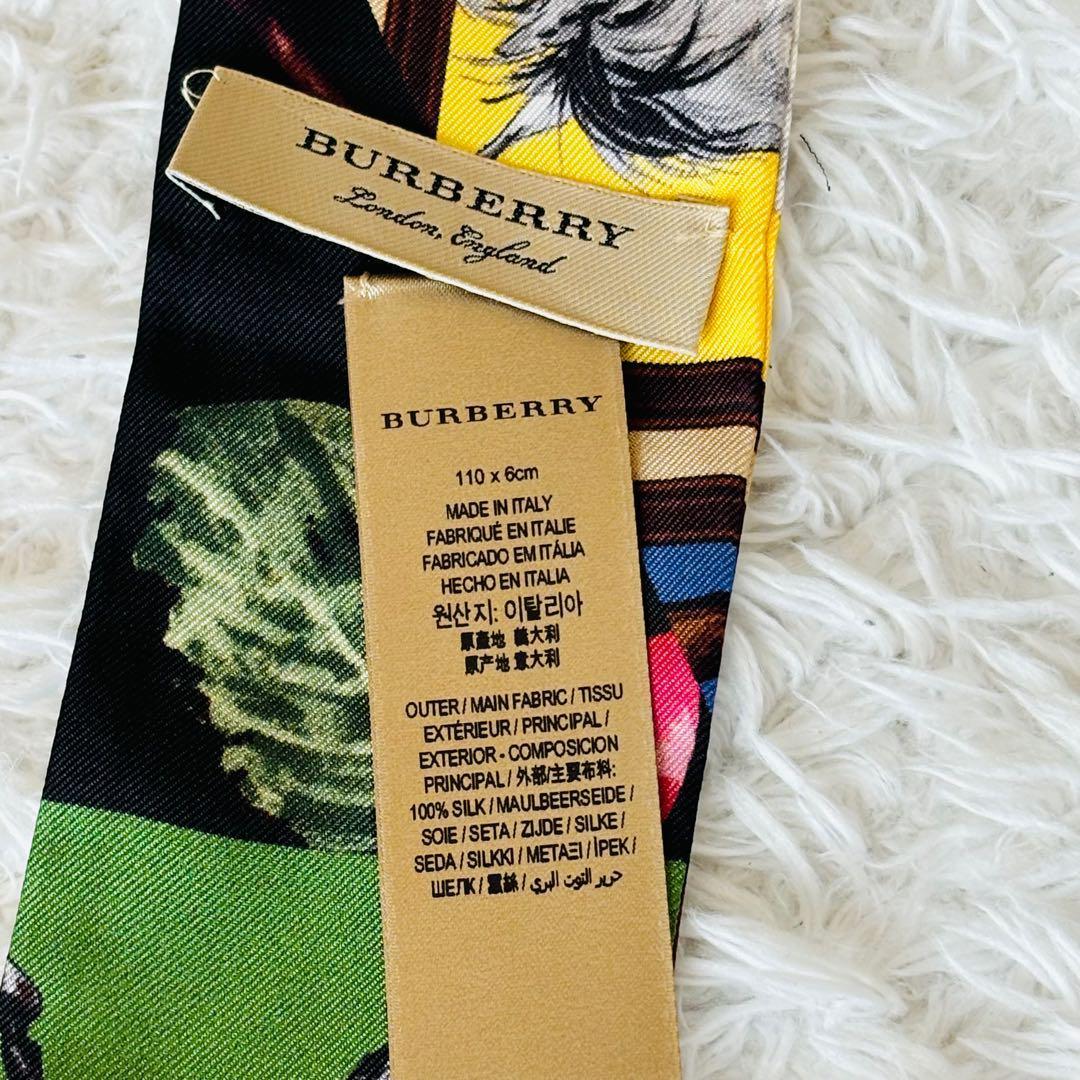 BURBERRY
London, England
BURBERRY
110 x 6cm
MADE IN ITALY
FABRIQUÉ EN ITALIE
FABRICADO EM ITÁLIA
HECHO EN ITALIA
원산지: 이탈리아
原產地 義大利
原产地 意大利
OUTER / MAIN FABRIC / TISSU
EXTÉRIEUR / PRINCIPAL /
EXTERIOR - COMPOSICION
PRINCIPAL / 外部/主要布料:
100% SILK / MAULBEERSEIDE /
SOIE / SETA / ZIJDE / SILKE /
SEDA / SILKKI / ΜΕΤΑΞΙ / İPEK /
ШЕЛК / 蠶絲 / حرير التوت البري